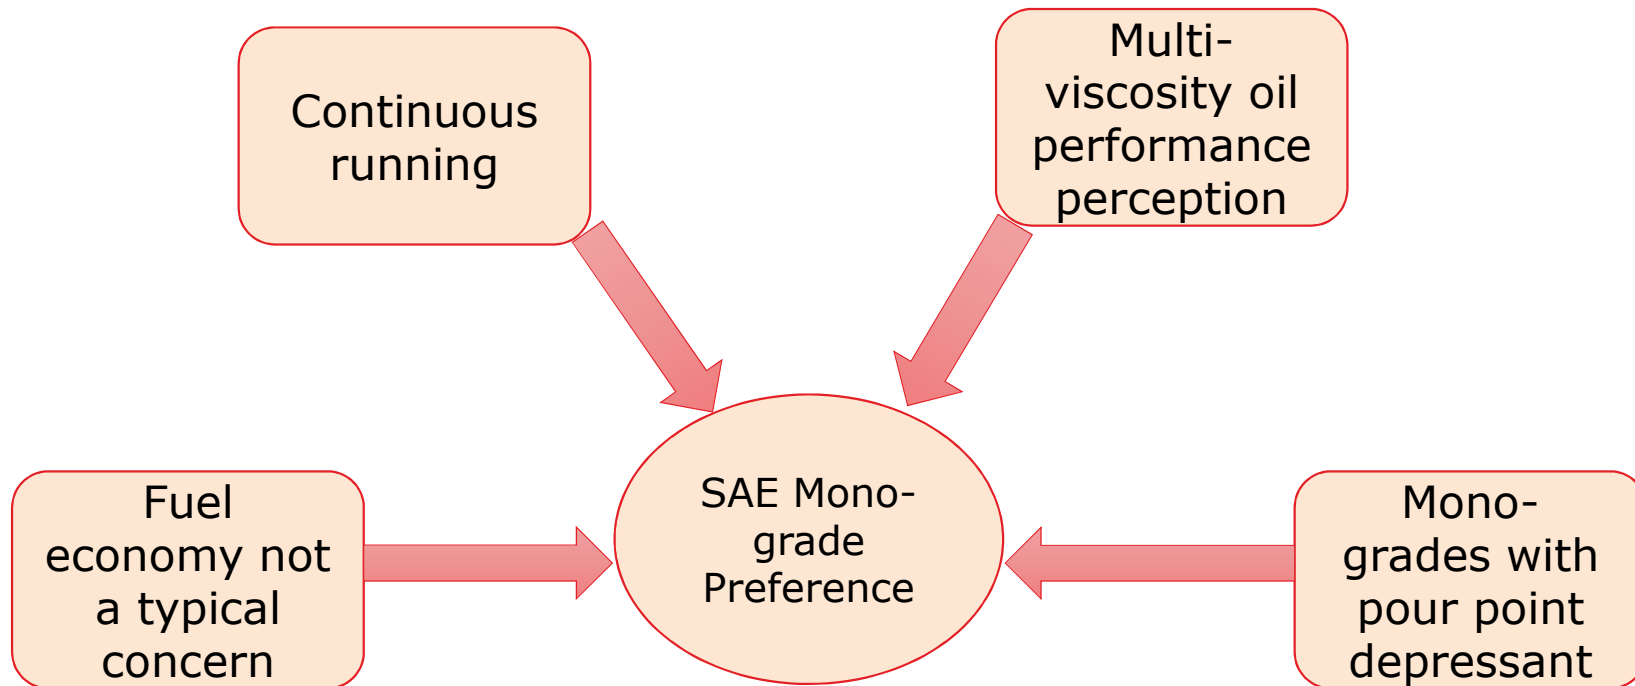 Continuous
running
Multi-
viscosity oil
performance
perception
Fuel
economy not
a typical
concern
SAE Mono-
grade
Preference
Mono-
grades with
pour point
depressant